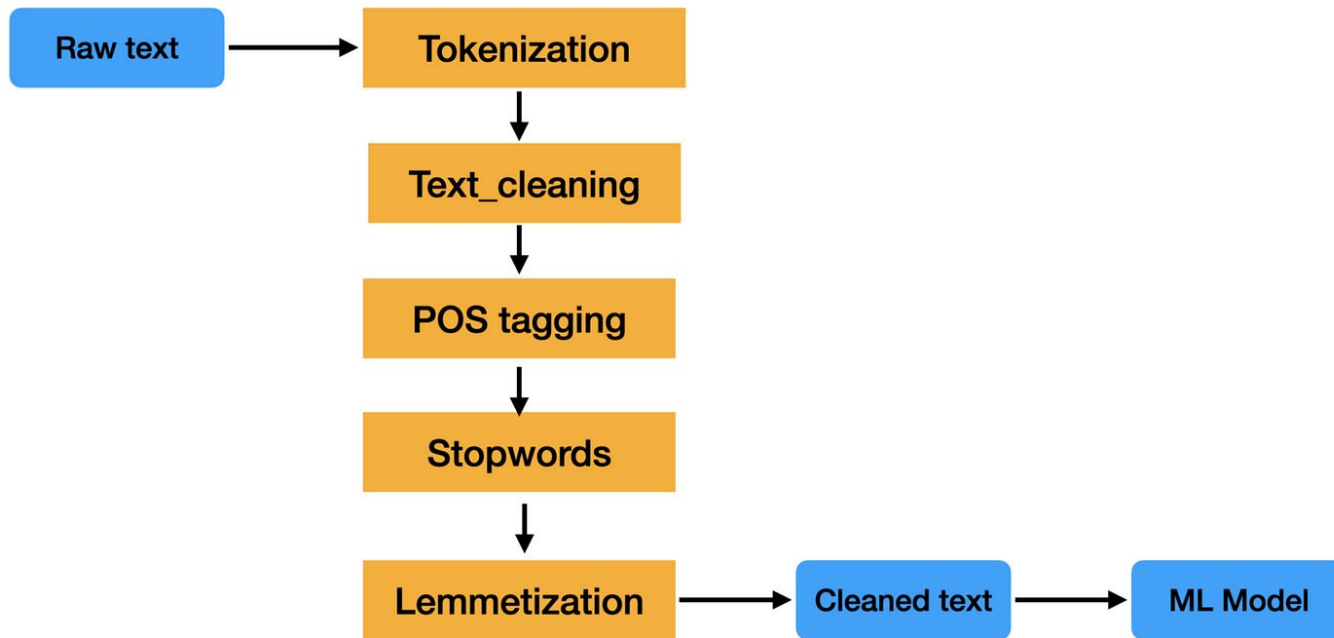 Raw text
Tokenization
Text_cleaning
POS tagging
Stopwords
Lemmetization
Cleaned text
ML Model